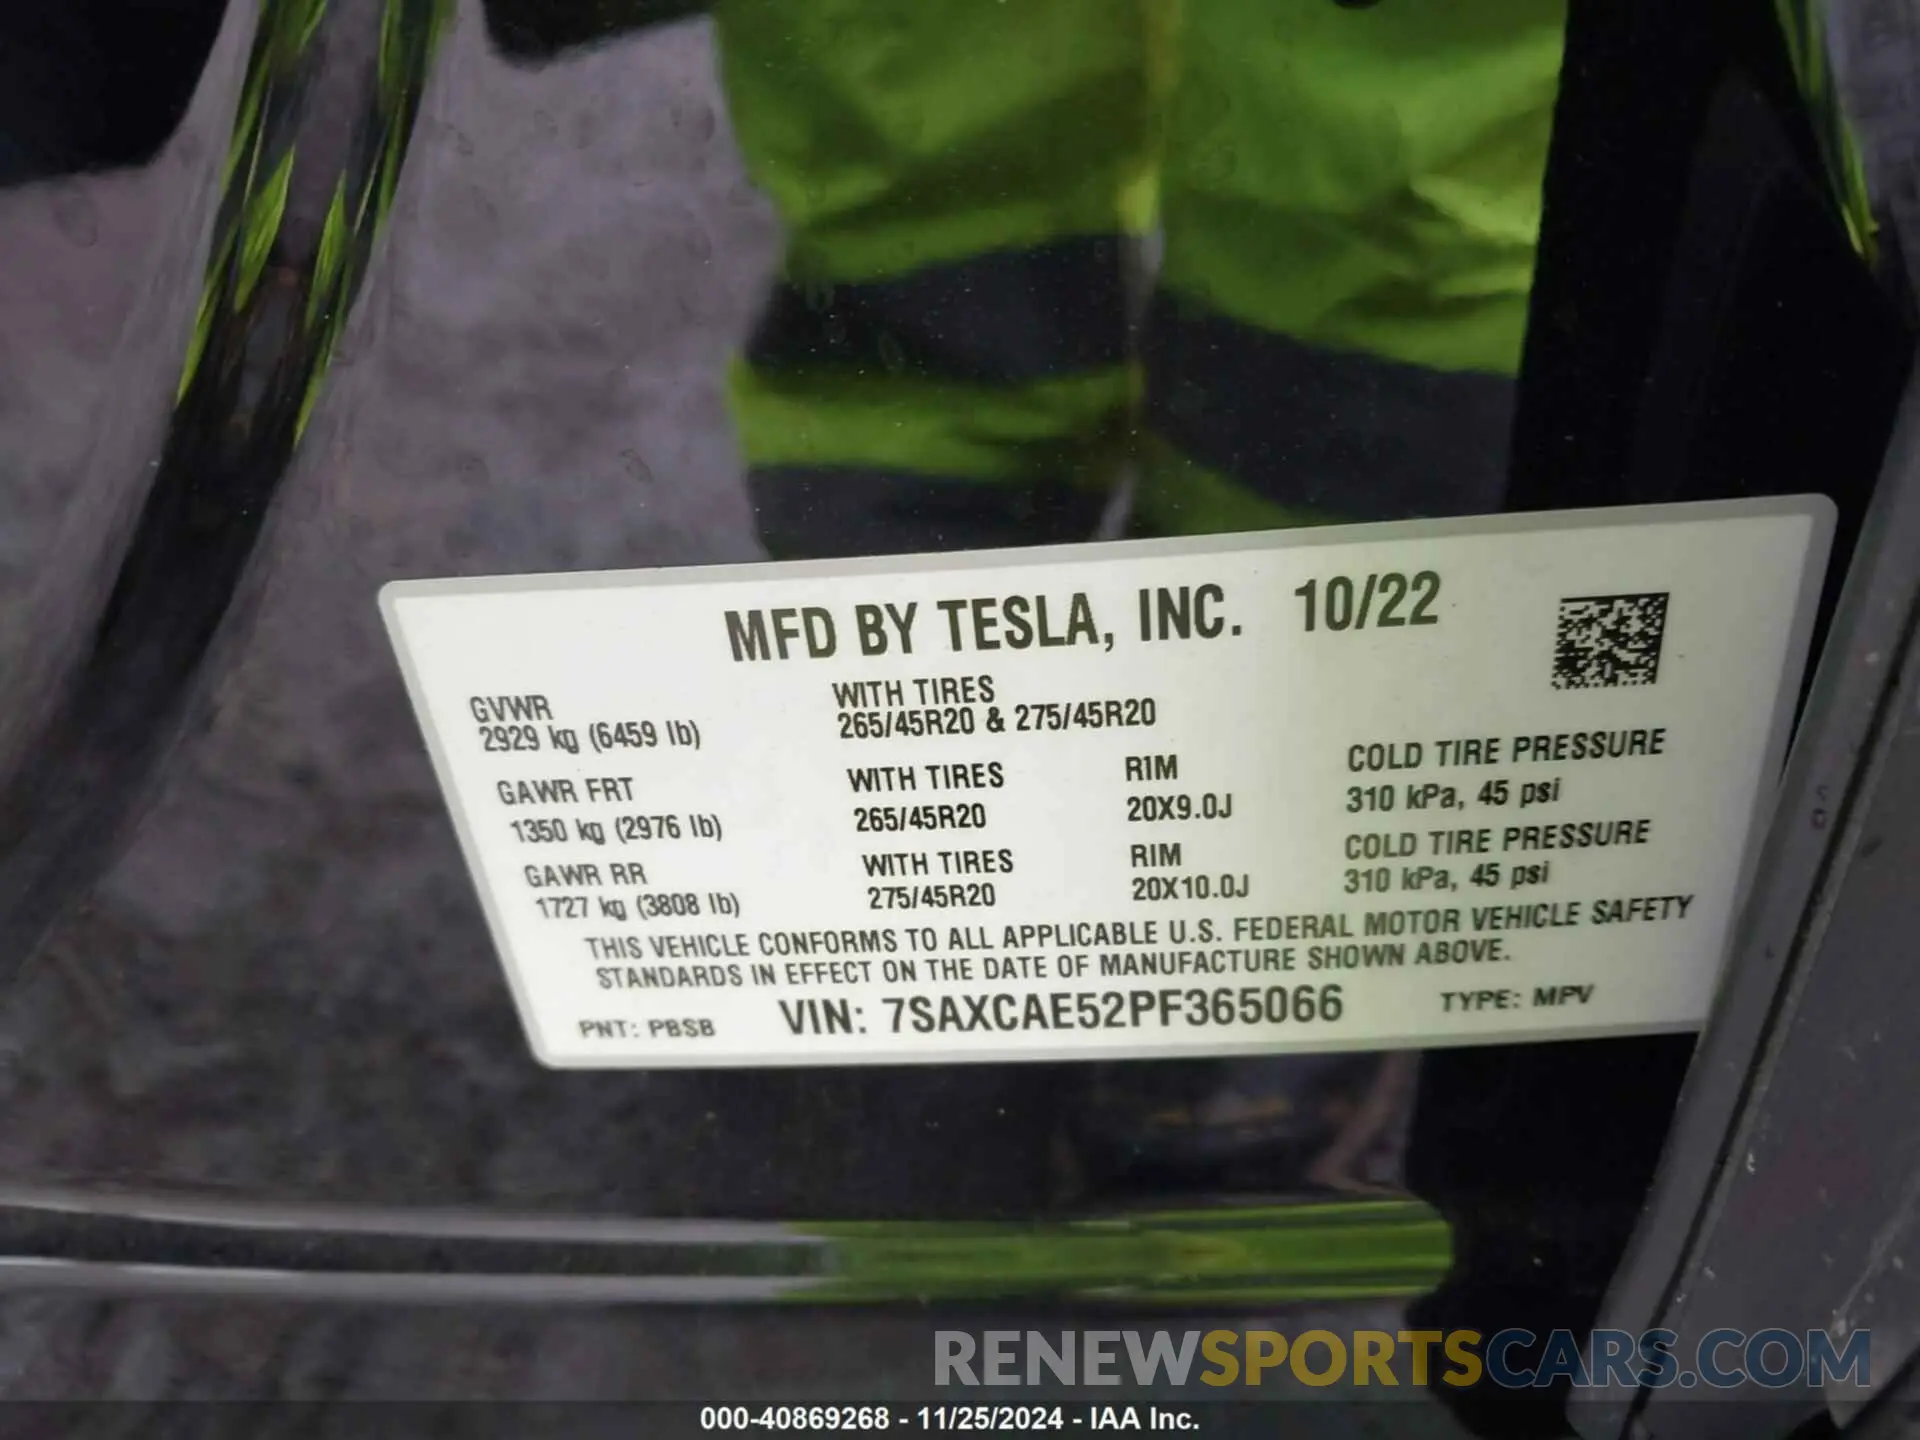 MFD BY TESLA, INC. 10/22
GVWR
2929 kg (6459 lb)
WITH TIRES
265/45R20 & 275/45R20
GAWR FRT
1350 kg (2976 lb)
WITH TIRES
265/45R20
RIM
20X9.0J
COLD TIRE PRESSURE
310 kPa, 45 psi
GAWR RR
1727 kg (3808 lb)
WITH TIRES
275/45R20
RIM
20X10.0J
COLD TIRE PRESSURE
310 kPa, 45 psi
THIS VEHICLE CONFORMS TO ALL APPLICABLE U.S. FEDERAL MOTOR VEHICLE SAFETY
STANDARDS IN EFFECT ON THE DATE OF MANUFACTURE SHOWN ABOVE.
PNT: PBSB VIN: 7SAXCAE52PF365066 TYPE: MPV
RENEWSPORTSCARS.COM
000-40869268 - 11/25/2024 - IAA Inc.